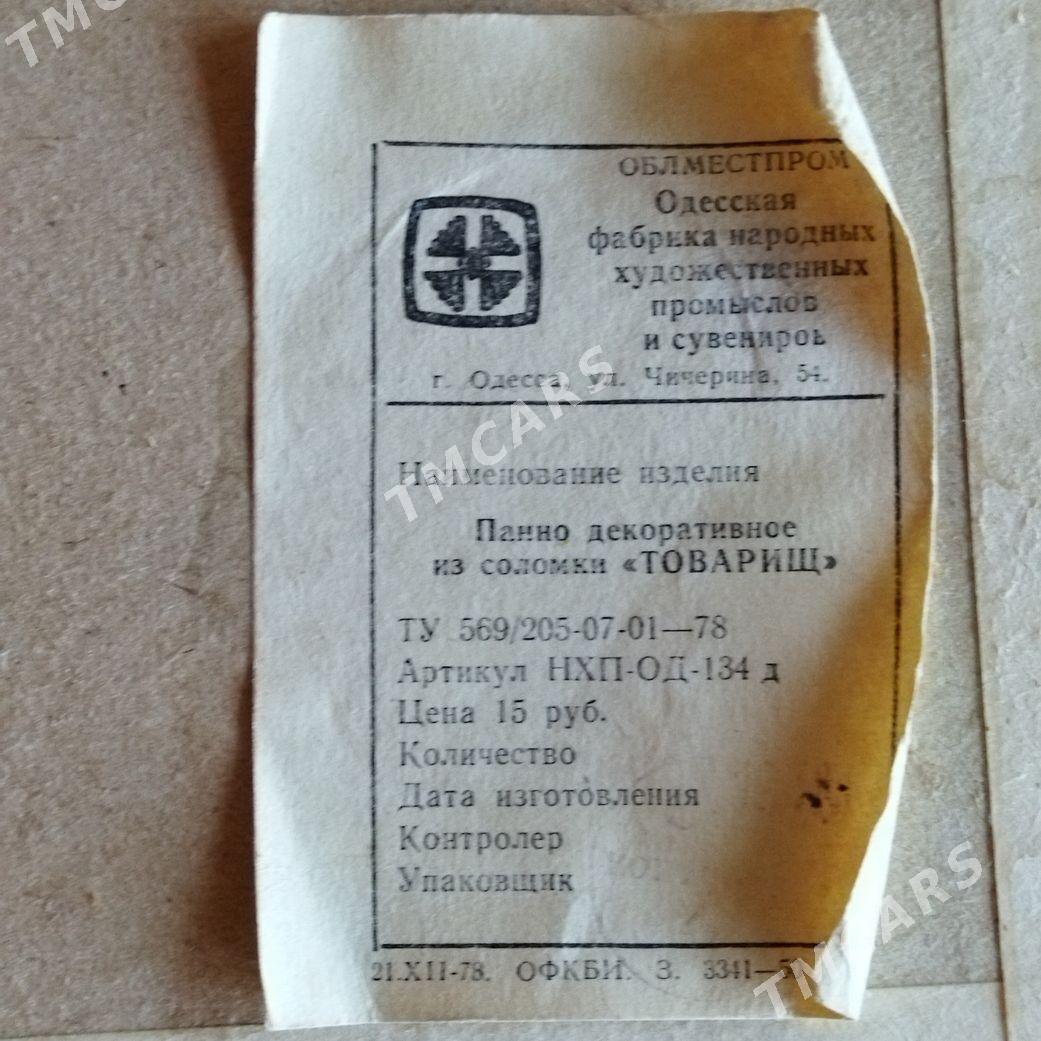 ОБЛМЕСТПРОМ
Одесская
фабрика народных
художественных
промыслов
и сувениров
г. Одесса, ул. Чичерина, 54.
Наименование изделия
Панно декоративное
из соломки «ТОВАРИЩ»
ТУ 569/205-07-01—78
Артикул НХП-ОД-134 д
Цена 15 руб.
Количество
Дата изготовления
Контролер
Упаковщик
21.XII-78. ОФКБИ. З. 3341—
TMCARS
TMCARS
TMCARS
TMCARS